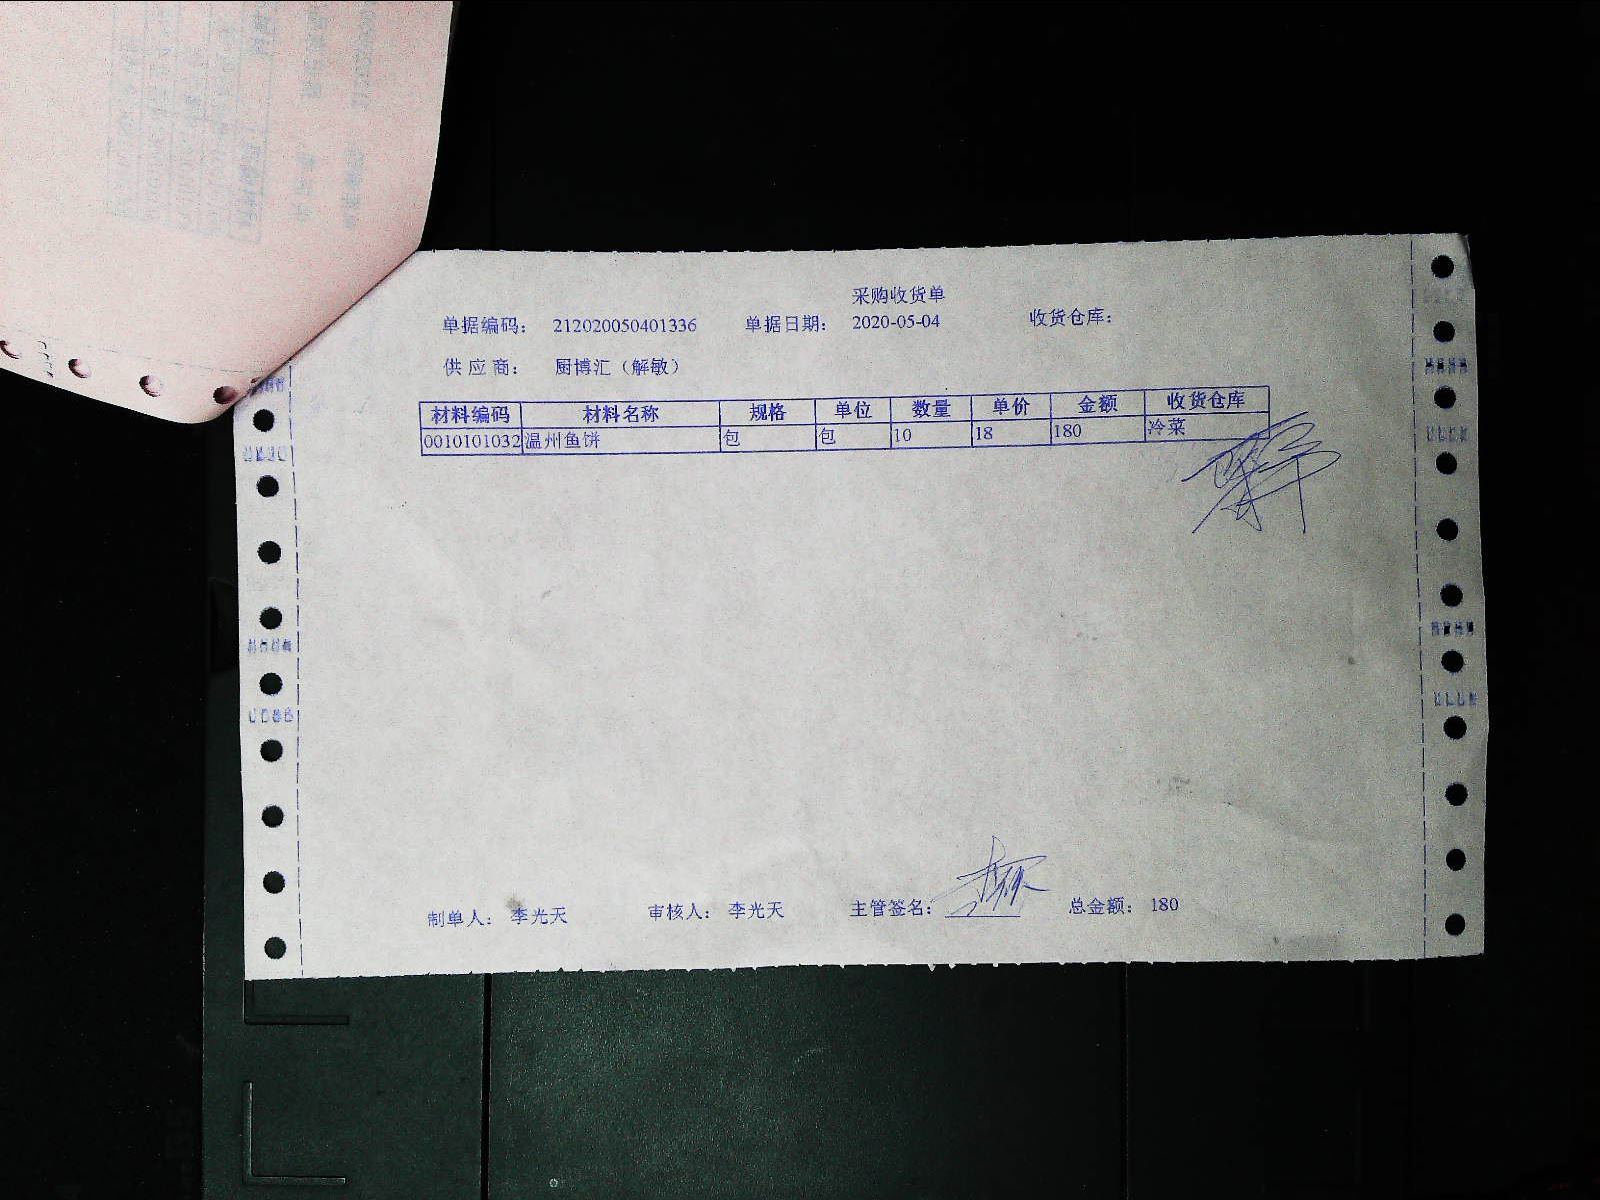 采购收货单
单据编码： 212020050401336 单据日期： 2020-05-04 收货仓库：
供应商： 厨博汇（解敏）
材料编码 材料名称 规格 单位 数量 单价 金额 收货仓库
0010101032 温州鱼饼 包 包 10 18 180 冷菜
制单人： 李光天 审核人： 李光天 主管签名： 总金额： 180